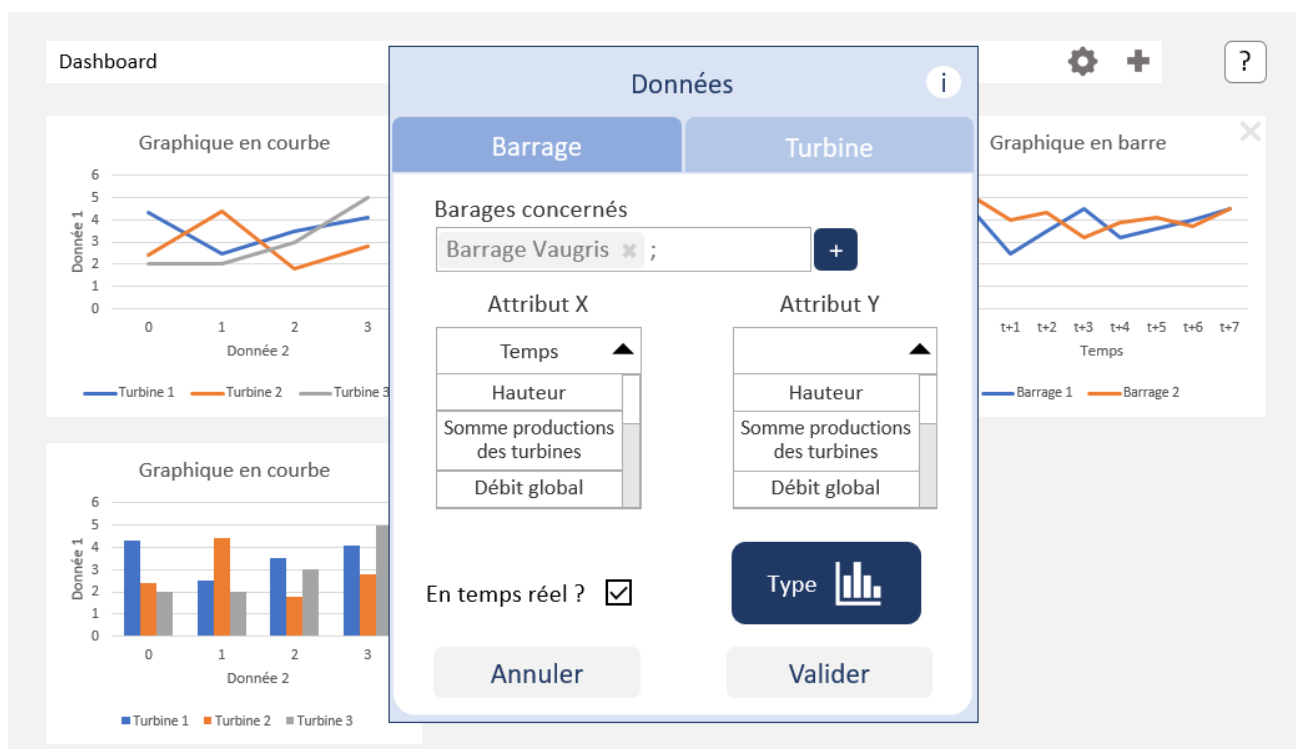 Dashboard
?
Données
i
Barrage
Turbine
Barages concernés
Barrage Vaugris ;
+
Attribut X
Attribut Y
Temps
Hauteur
Somme productions
des turbines
Débit global
Hauteur
Somme productions
des turbines
Débit global
En temps réel ?
Type
Annuler
Valider
Graphique en courbe
6
5
4
3
2
1
0
Donnée 1
0 1 2 3
Donnée 2
Turbine 1 Turbine 2 Turbine 3
Graphique en barre
t+1 t+2 t+3 t+4 t+5 t+6 t+7
Temps
Barrage 1 Barrage 2
Graphique en courbe
6
5
4
3
2
1
0
Donnée 1
0 1 2 3
Donnée 2
Turbine 1 Turbine 2 Turbine 3